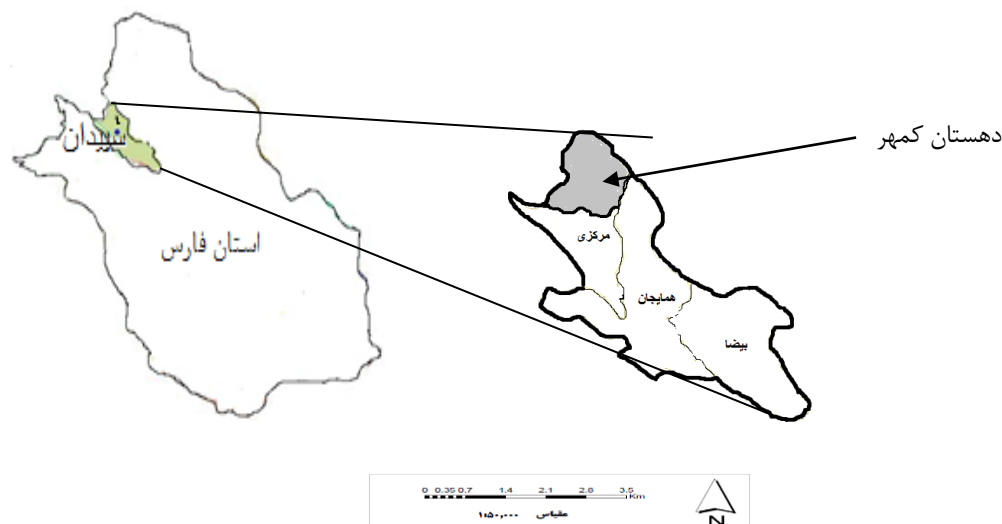 دهستان کمهر
سپیدان
مرکزی
استان فارس
همایجان
بیضا
0 0.35 0.7 1.4 2.1 2.8 3.5 Km
مقیاس ۱:۵۰,۰۰۰
N